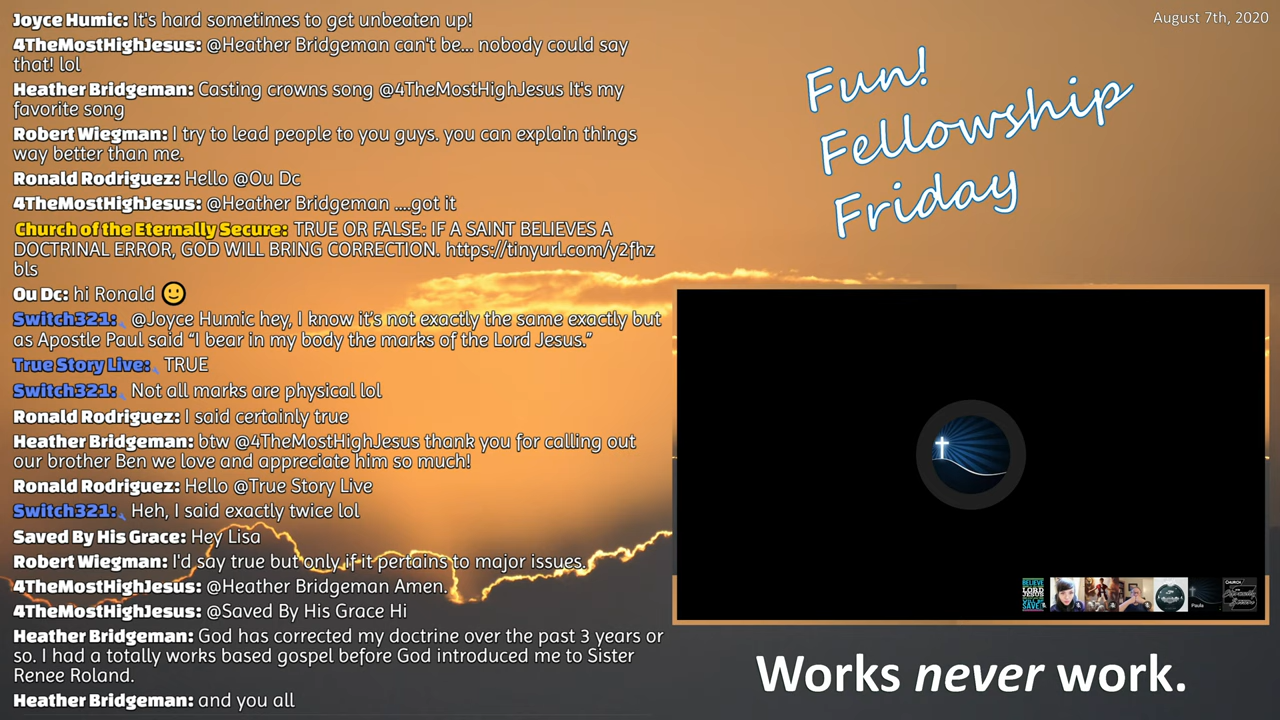 Joyce Humic: It's hard sometimes to get unbeaten up!
4TheMostHighJesus: @Heather Bridgeman can't be... nobody could say
that! lol
Heather Bridgeman: Casting crowns song @4TheMostHighJesus It's my
favorite song
Robert Wiegman: I try to lead people to you guys. you can explain things
way better than me.
Ronald Rodriguez: Hello @Ou Dc
4TheMostHighJesus: @Heather Bridgeman ....got it
Church of the Eternally Secure: TRUE OR FALSE: IF A SAINT BELIEVES A
DOCTRINAL ERROR, GOD WILL BRING CORRECTION. https://tinyurl.com/y2fhz
bls
Ou Dc: hi Ronald 🙂
Switch321: @Joyce Humic hey, I know it's not exactly the same exactly but
as Apostle Paul said “I bear in my body the marks of the Lord Jesus.”
True Story Live: TRUE
Switch321: Not all marks are physical lol
Ronald Rodriguez: I said certainly true
Heather Bridgeman: btw @4TheMostHighJesus thank you for calling out
our brother Ben we love and appreciate him so much!
Ronald Rodriguez: Hello @True Story Live
Switch321: Heh, I said exactly twice lol
Saved By His Grace: Hey Lisa
Robert Wiegman: I'd say true but only if it pertains to major issues.
4TheMostHighJesus: @Heather Bridgeman Amen.
4TheMostHighJesus: @Saved By His Grace Hi
Heather Bridgeman: God has corrected my doctrine over the past 3 years or
so. I had a totally works based gospel before God introduced me to Sister
Renee Roland.
Heather Bridgeman: and you all
August 7th, 2020
Fun!
Fellowship
Friday
BELIEVE
LORD
JESUS
SAVE
Paula
CHURCH
Works never work.